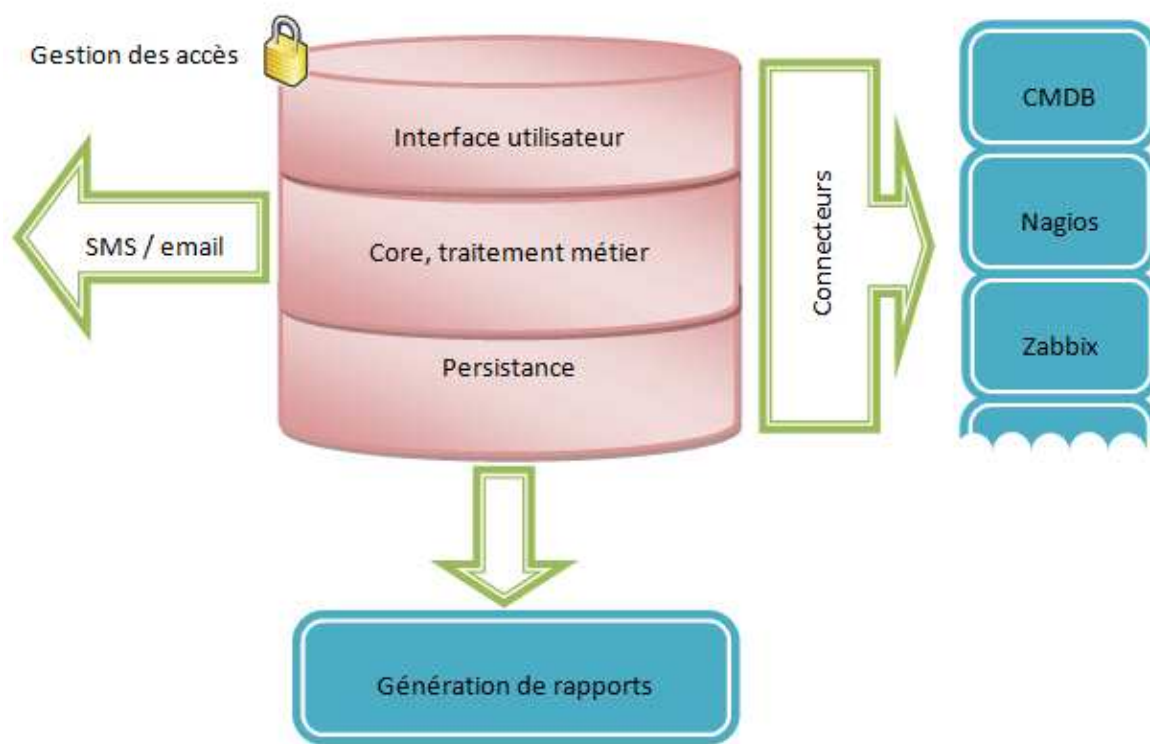 Gestion des accès
Interface utilisateur
Core, traitement métier
Persistance
SMS / email
Connecteurs
CMDB
Nagios
Zabbix
Génération de rapports